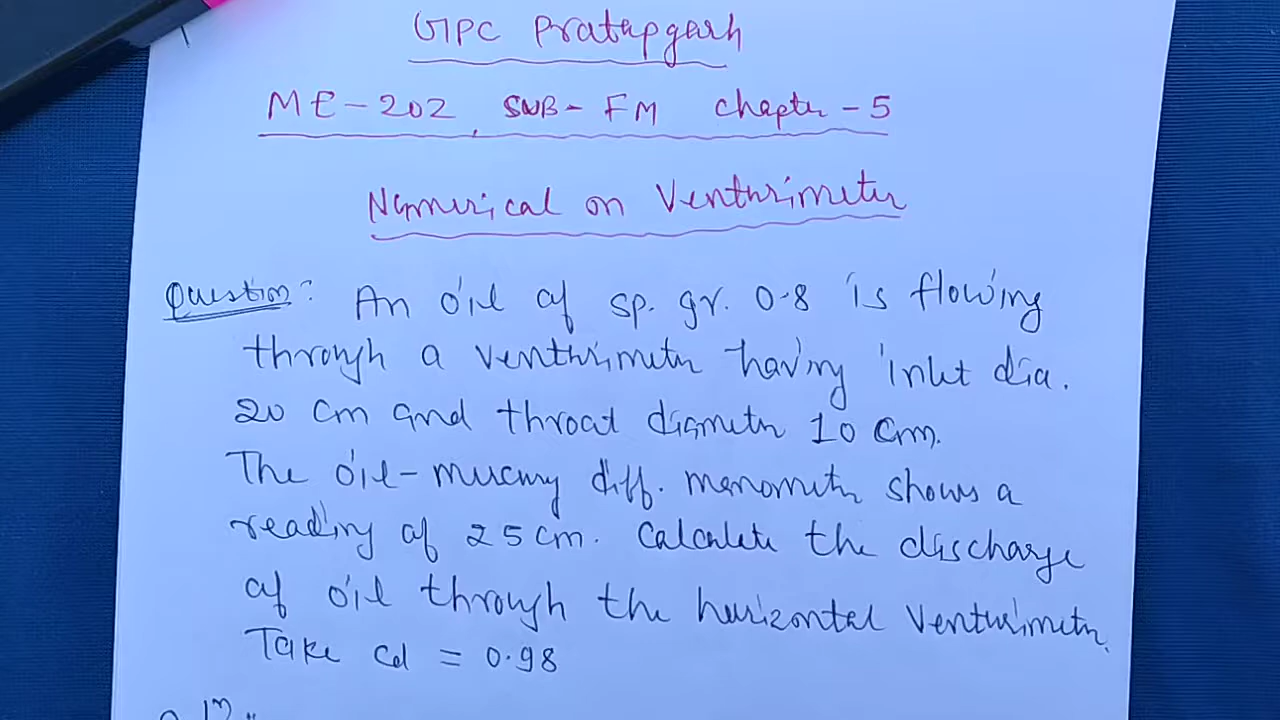 GPC Pratapgarh
ME-202, SUB- FM Chapter -5
Numerical on Venturimeter
Question: An oil of sp. gr. 0.8 is flowing
through a venturimeter having inlet dia.
20 cm and throat diameter 10 cm.
The oil-mercury diff. manometer shows a
reading of 25 cm. Calculate the discharge
of oil through the horizontal venturimeter.
Take Cd = 0.98